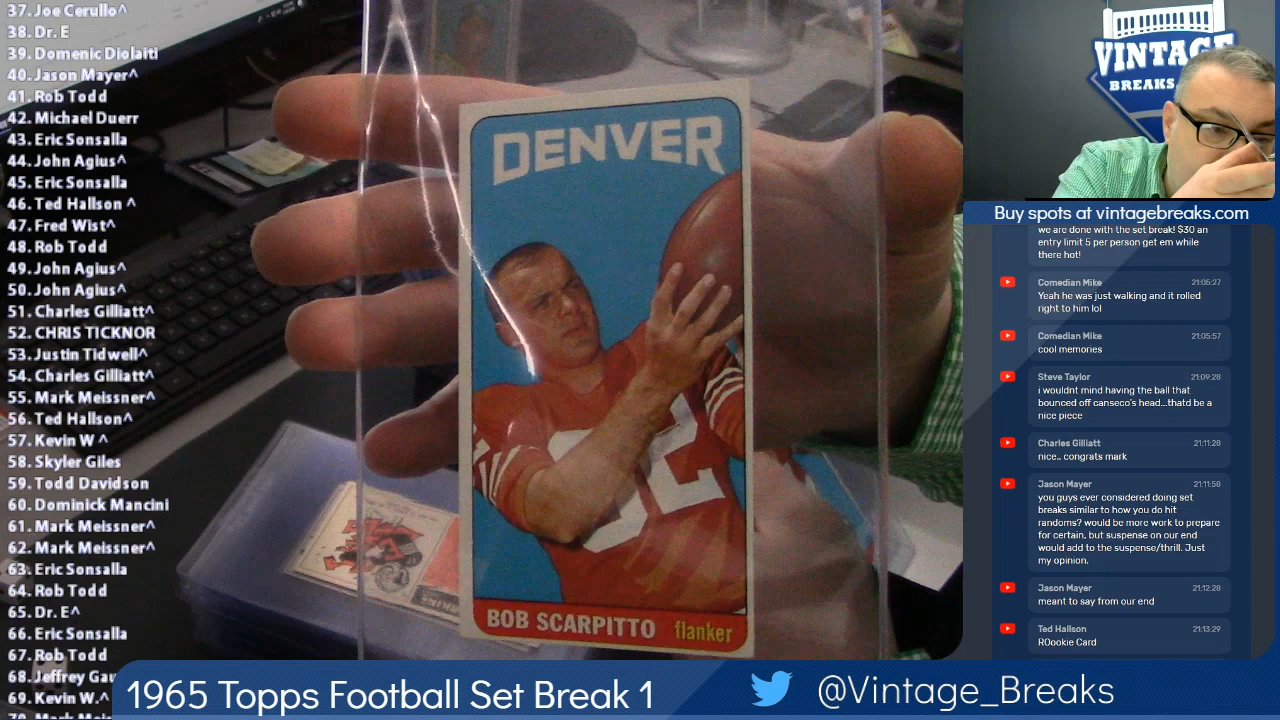 37. Joe Cerullo^
38. Dr. E
39. Domenic Diolaiti
40. Jason Mayer^
41. Rob Todd
42. Michael Duerr
43. Eric Sonsalla
44. John Agius^
45. Eric Sonsalla
46. Ted Hallson ^
47. Fred Wist^
48. Rob Todd
49. John Agius^
50. John Agius^
51. Charles Gilliatt^
52. CHRIS TICKNOR
53. Justin Tidwell^
54. Charles Gilliatt^
55. Mark Meissner^
56. Ted Hallson^
57. Kevin W ^
58. Skyler Giles
59. Todd Davidson
60. Dominick Mancini
61. Mark Meissner^
62. Mark Meissner^
63. Eric Sonsalla
64. Rob Todd
65. Dr. E^
66. Eric Sonsalla
67. Rob Todd
68. Jeffrey
69. Kevin W.^
DENVER
BOB SCARPITTO flanker
VINTAGE
BREAKS
Buy spots at vintagebreaks.com
we are done with the set break! $30 an
entry limit 5 per person get em while
there hot!
Comedian Mike 21:05:27
Yeah he was just walking and it rolled
right to him lol
Comedian Mike 21:05:57
cool memories
Steve Taylor 21:09:28
i wouldnt mind having the ball that
bounced off canseco's head...thatd be a
nice piece
Charles Gilliatt 21:11:28
nice.. congrats mark
Jason Mayer 21:11:58
you guys ever considered doing set
breaks similar to how you do hit
randoms? would be more work to prepare
for certain, but suspense on our end
would add to the suspense/thrill. Just
my opinion.
Jason Mayer 21:12:28
meant to say from our end
Ted Hallson 21:13:29
ROookie Card
1965 Topps Football Set Break 1
@Vintage_Breaks